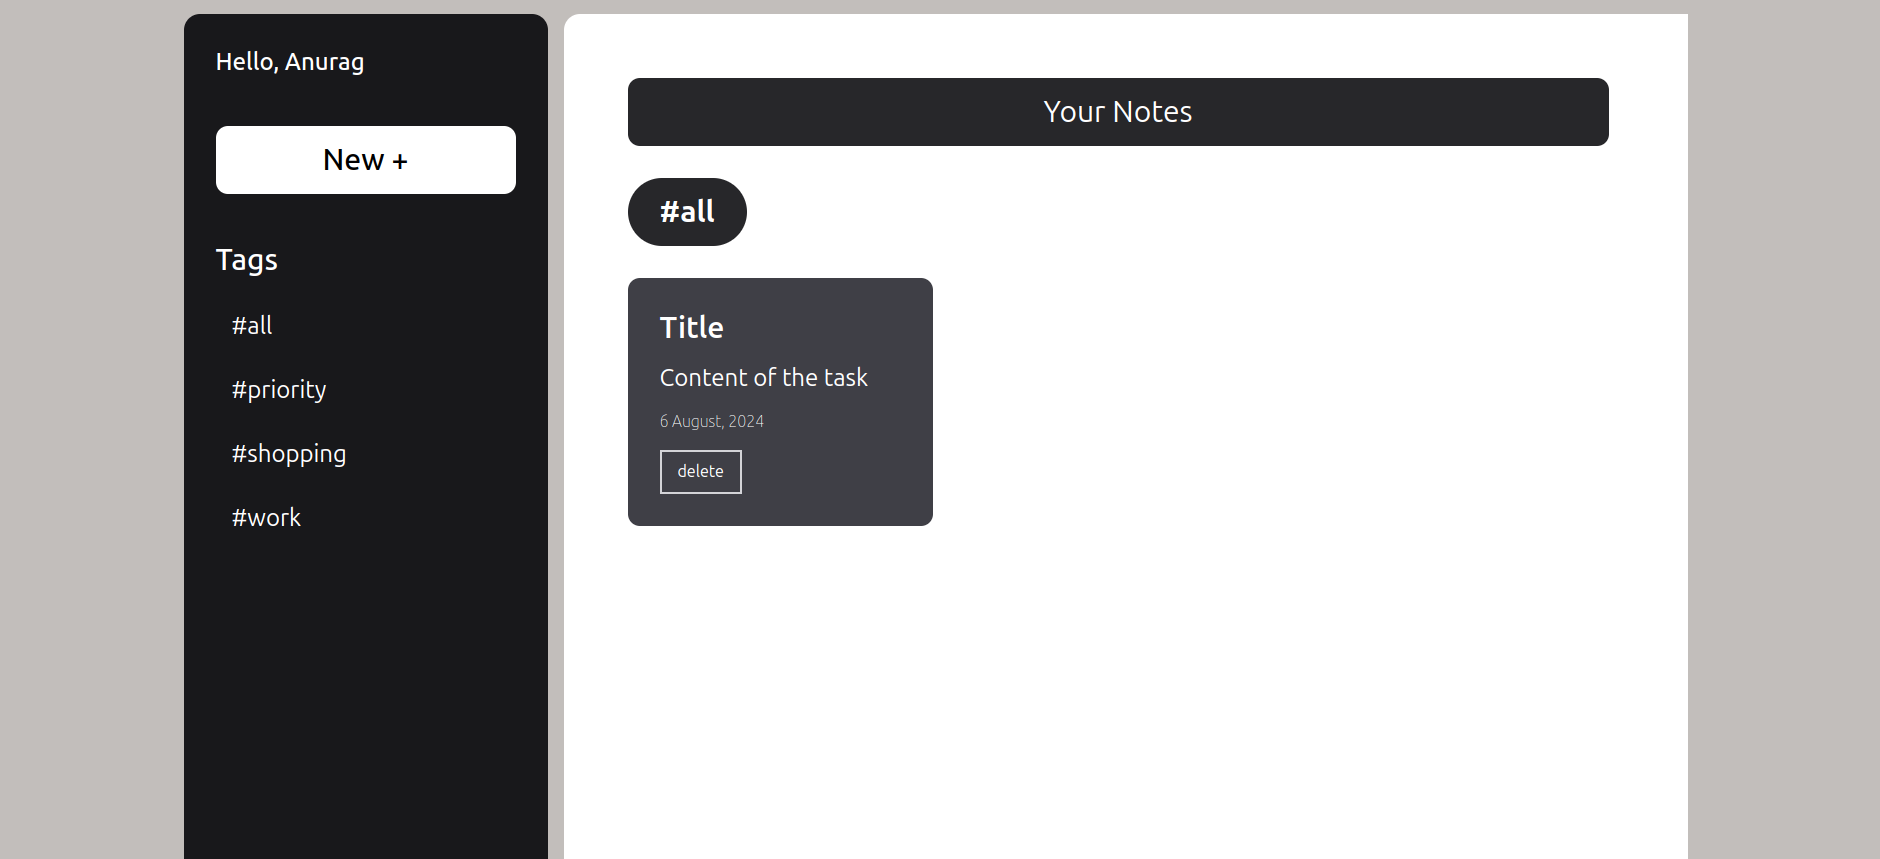 Hello, Anurag
New +
Tags
#all
#priority
#shopping
#work
Your Notes
#all
Title
Content of the task
6 August, 2024
delete